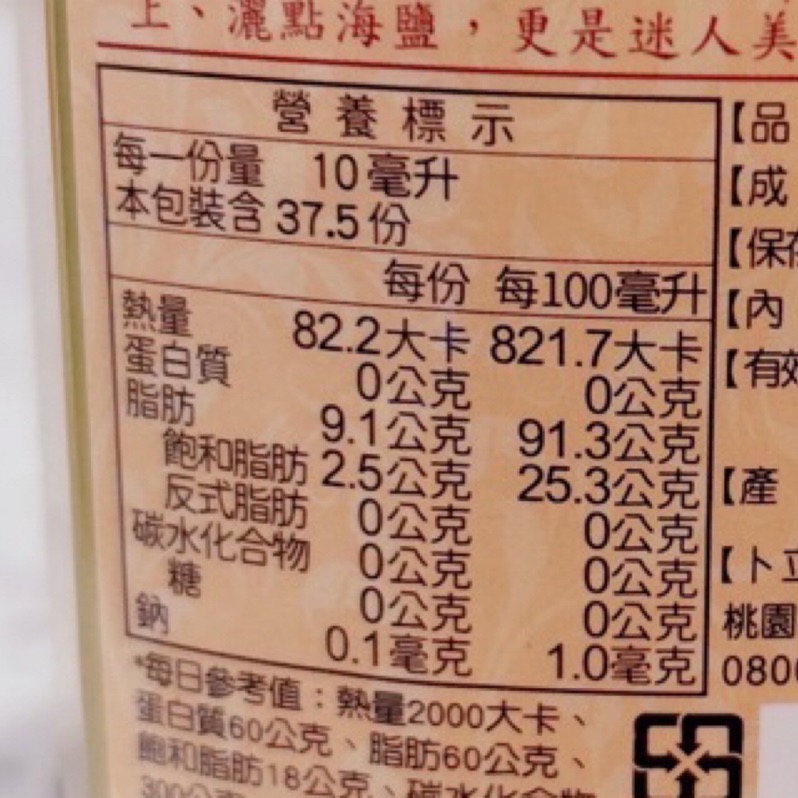 上、灑點海鹽，更是迷人美
營養標示
每一份量 10毫升
本包裝含 37.5份
每份 每100毫升
熱量 82.2大卡 821.7大卡
蛋白質 0公克 0公克
脂肪 9.1公克 91.3公克
飽和脂肪 2.5公克 25.3公克
反式脂肪 0公克 0公克
碳水化合物 0公克 0公克
糖 0公克 0公克
鈉 0.1毫克 1.0毫克
*每日參考值：熱量2000大卡、
蛋白質60公克、脂肪60公克、
飽和脂肪18公克、碳水化合物
300公克
【品
【成
【保存
【內
【有效
【產
【卜立
桃園
080